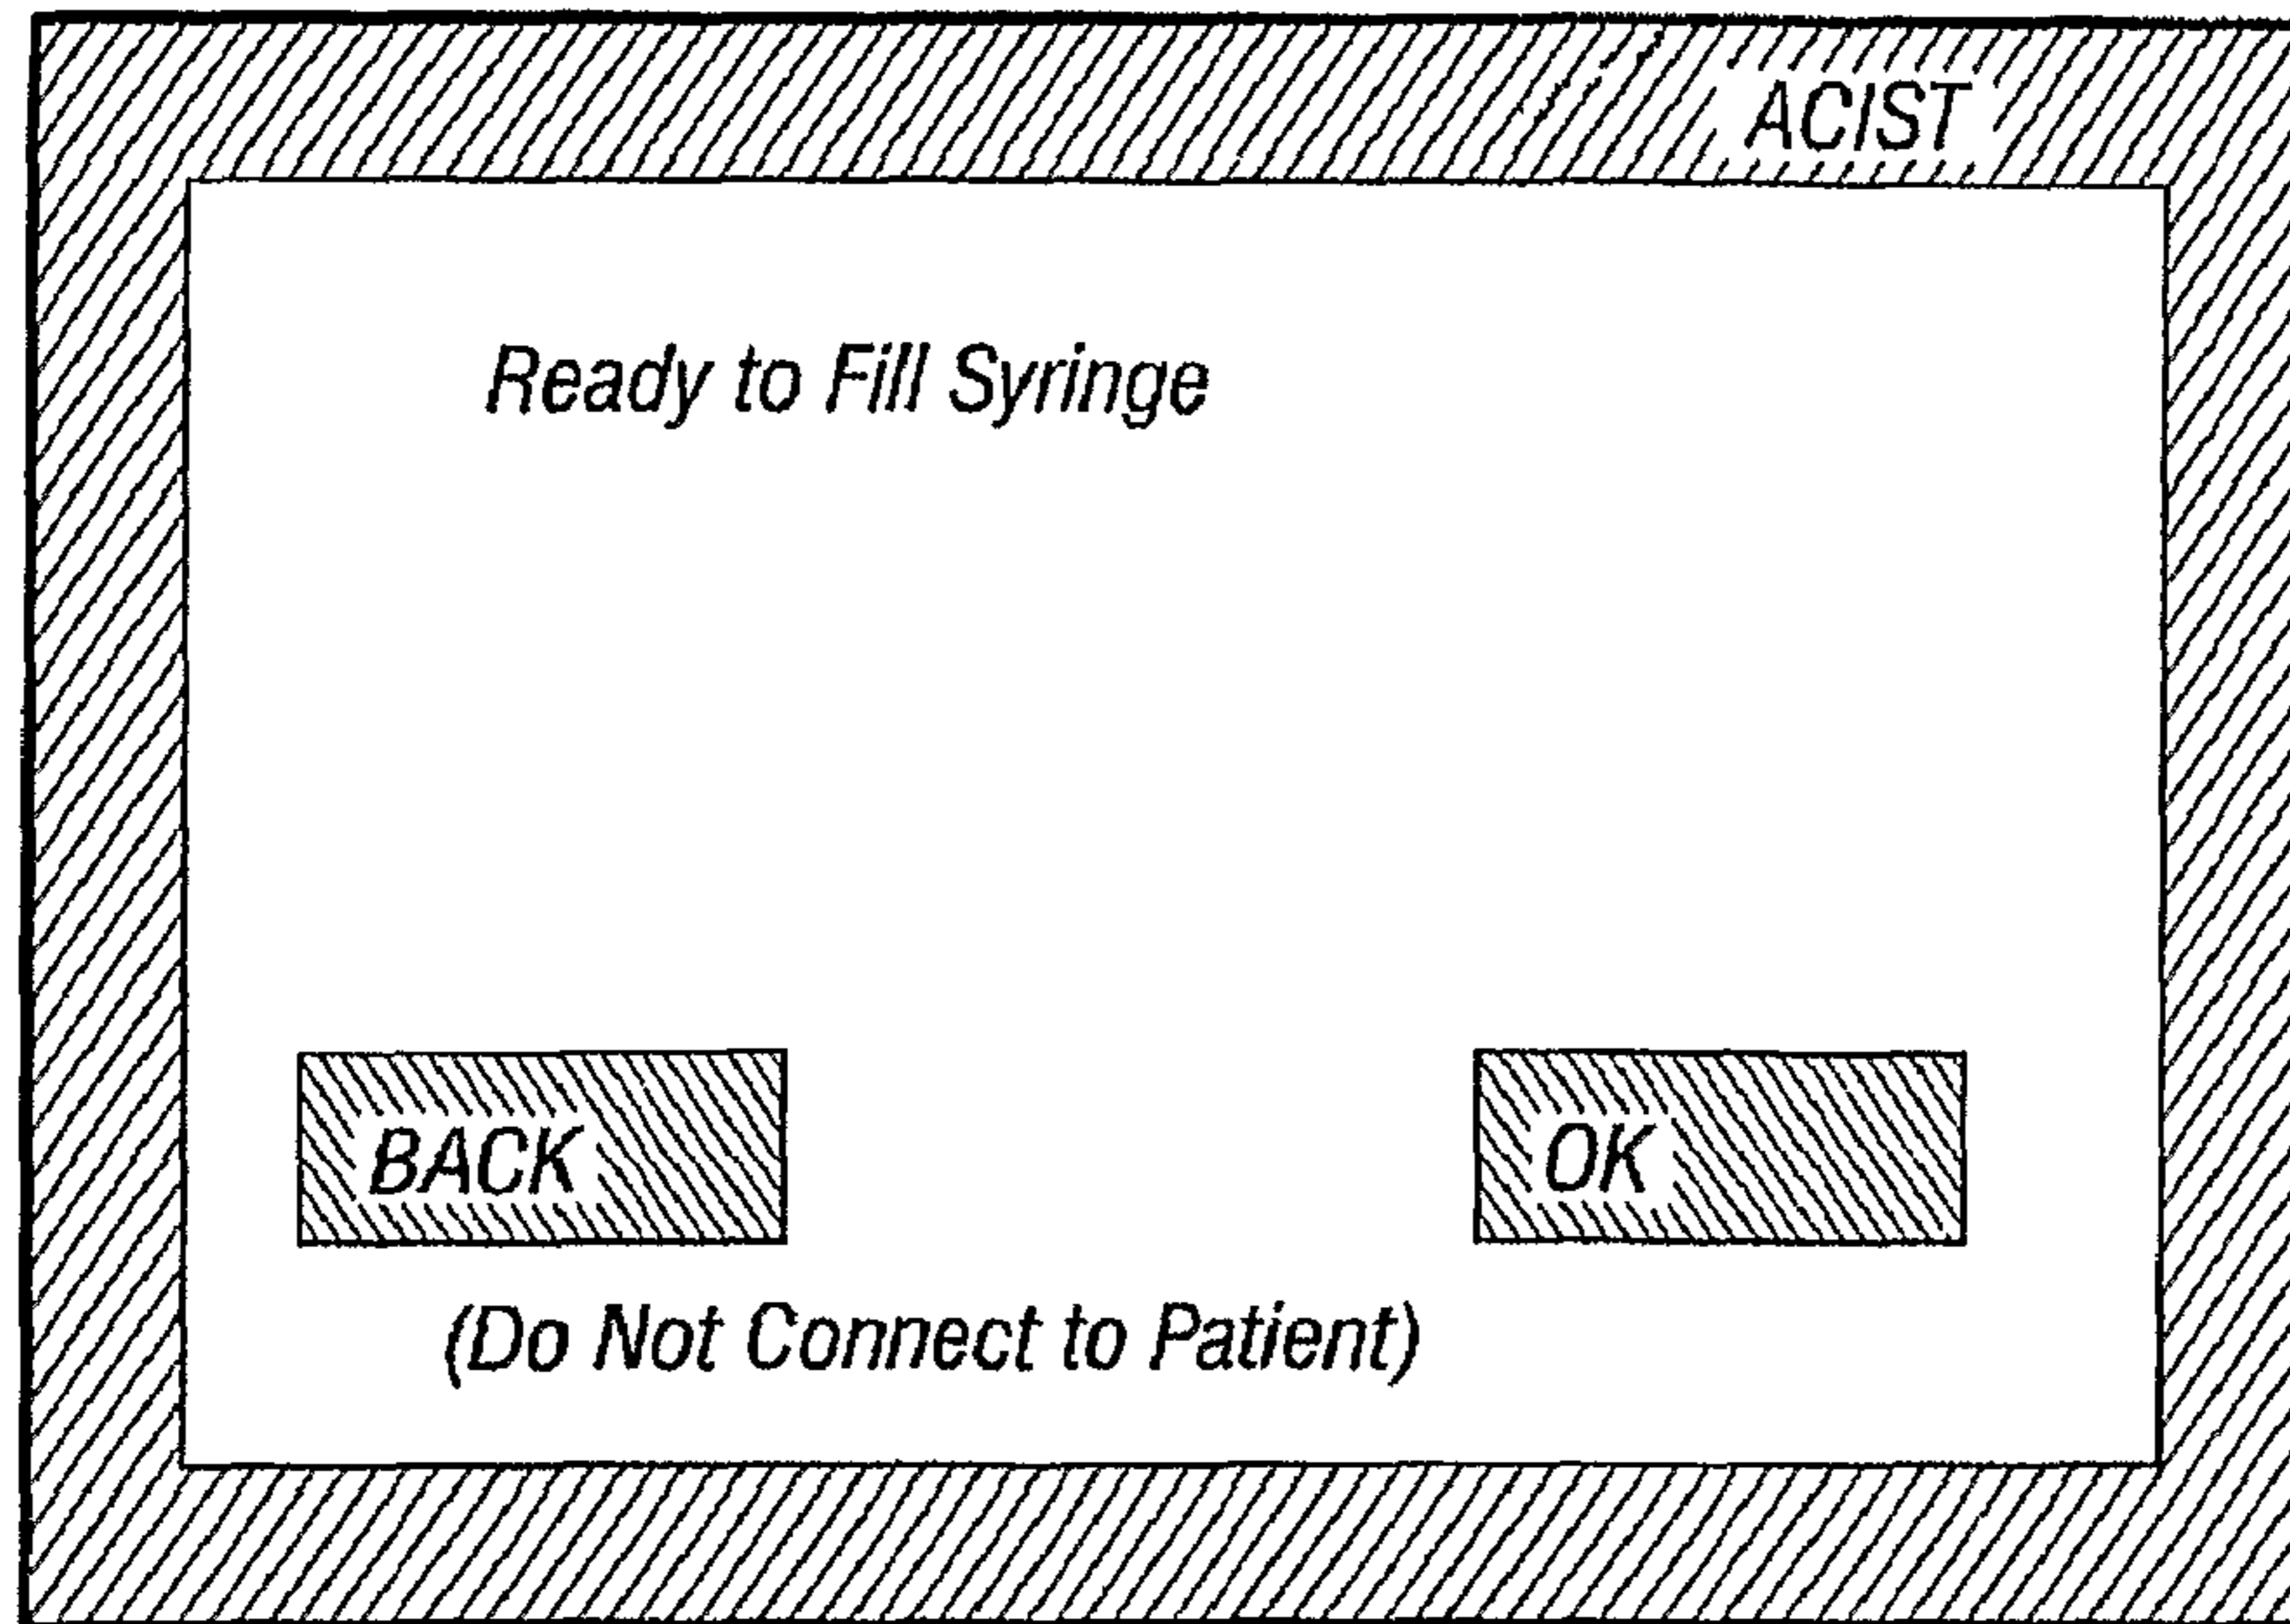 ACIST
Ready to Fill Syringe
BACK OK
(Do Not Connect to Patient)